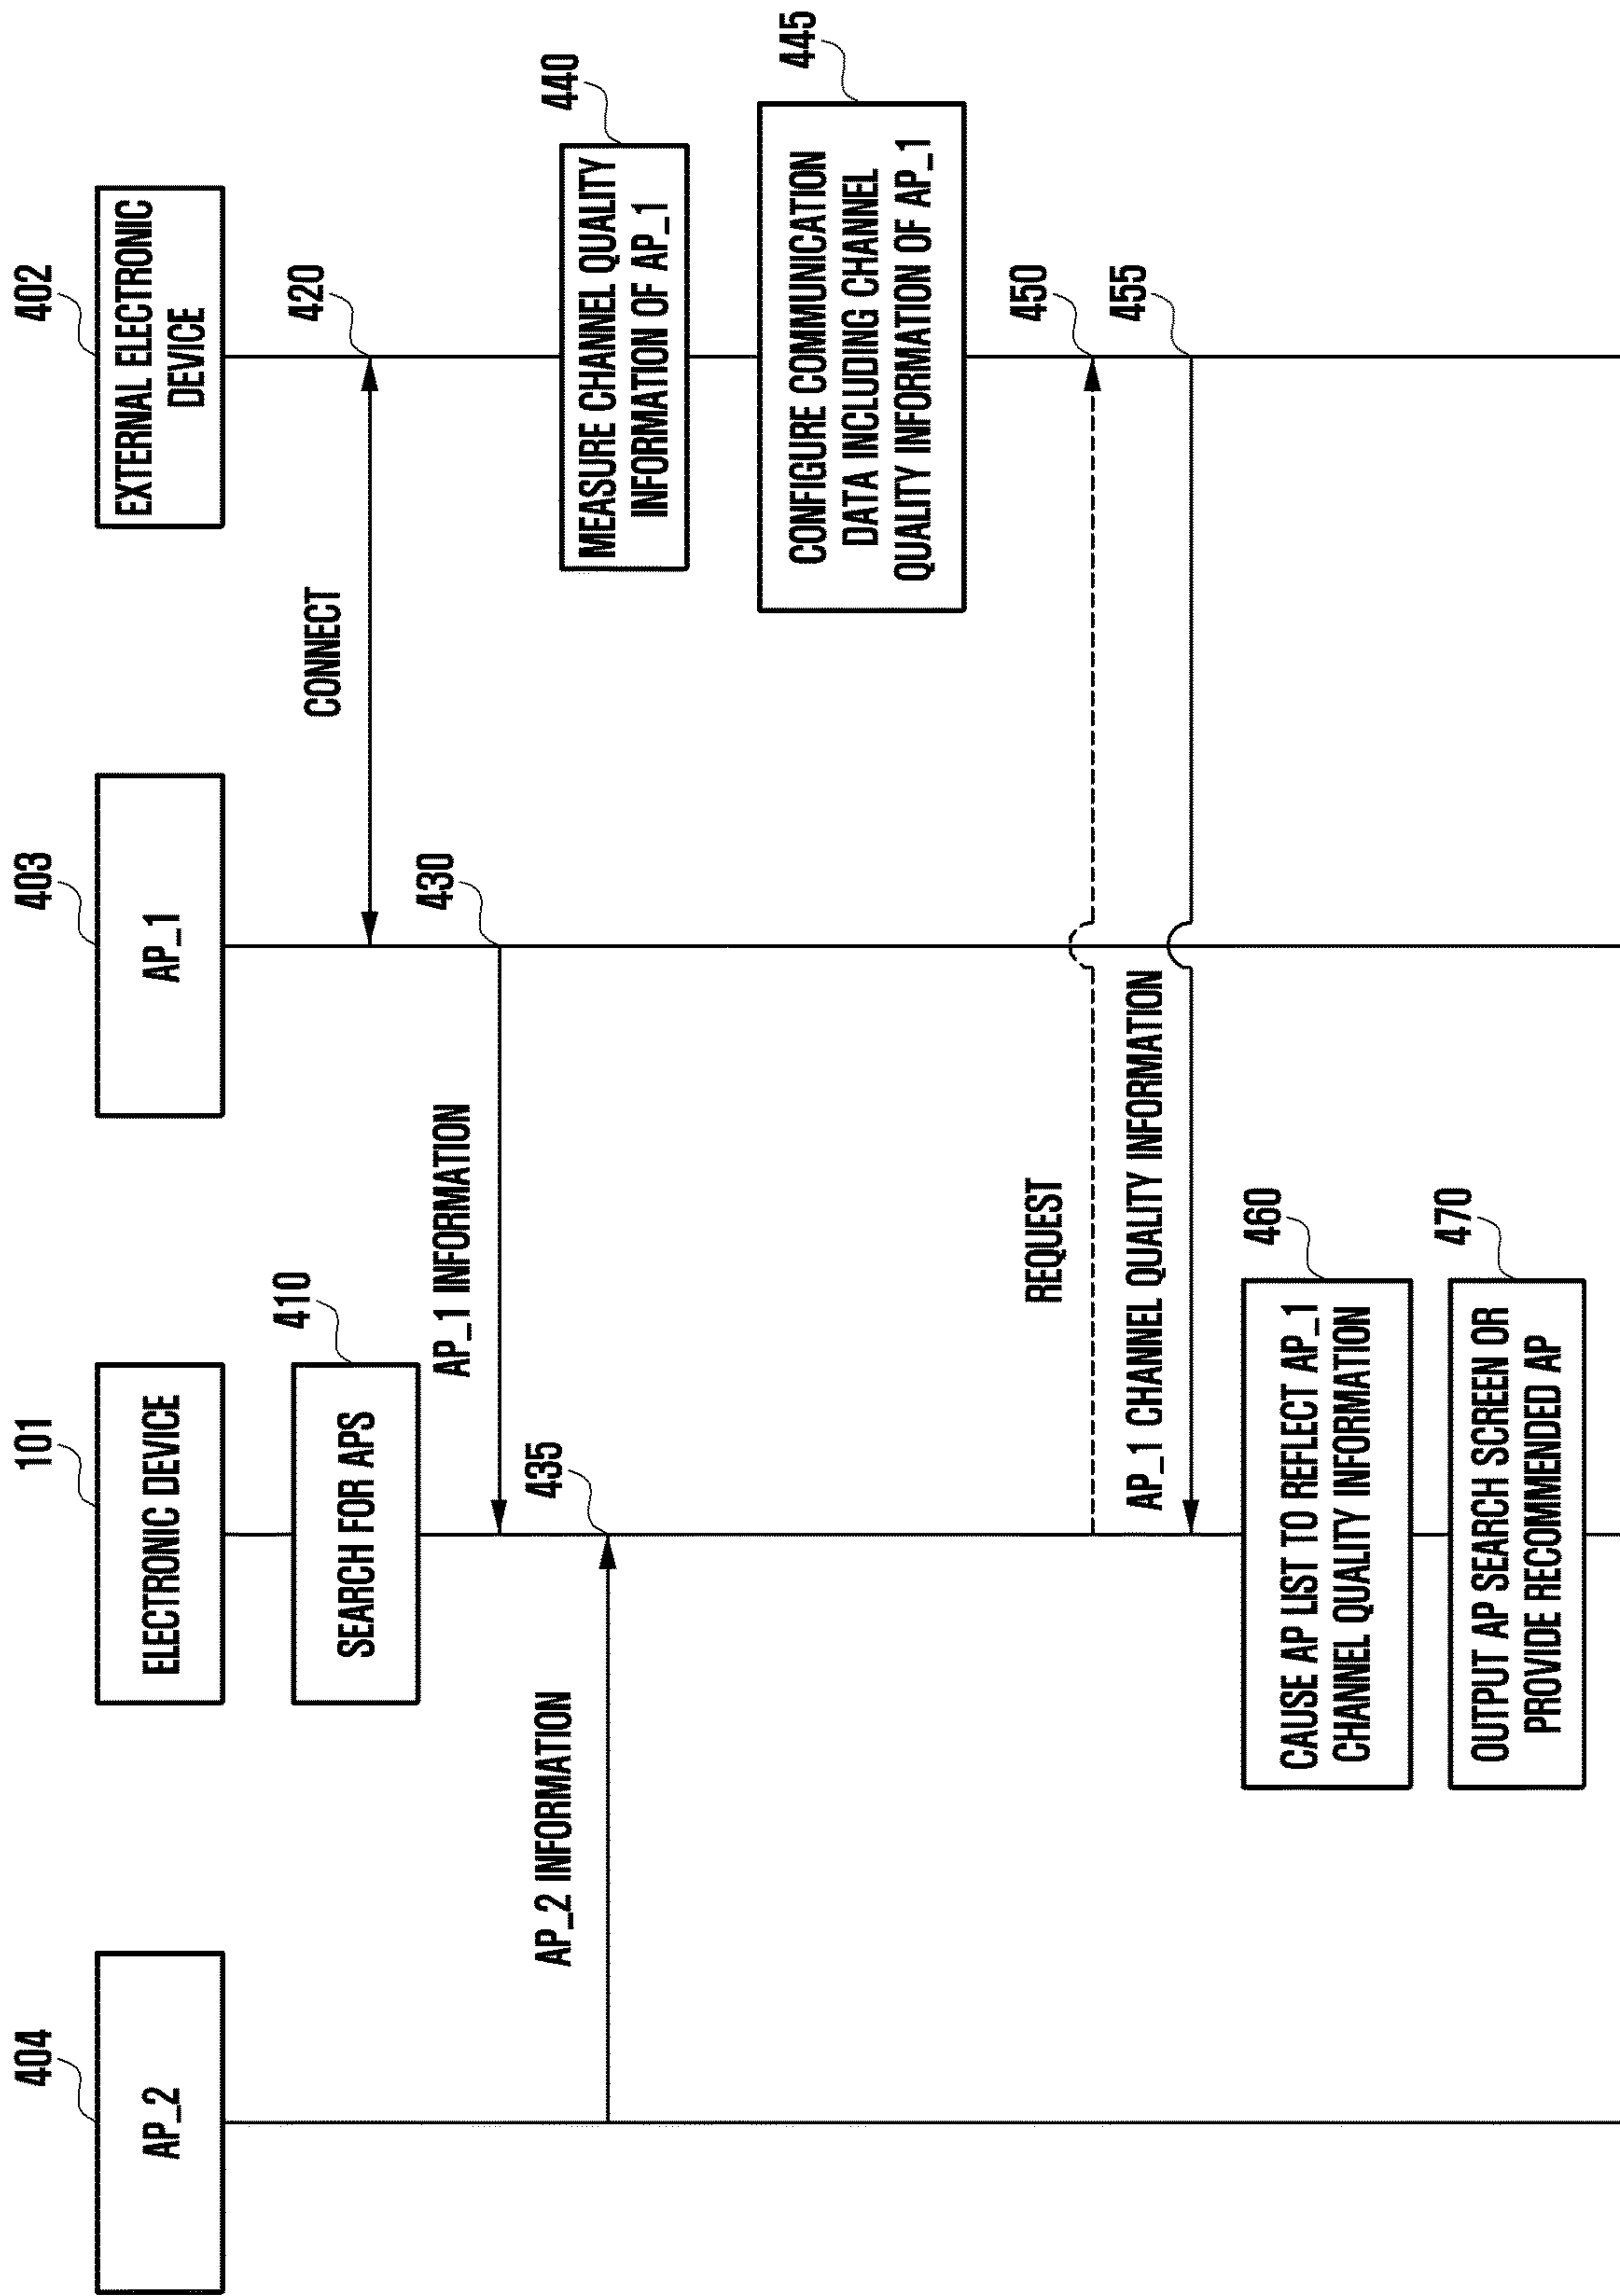 404
101
403
402
AP_2
ELECTRONIC DEVICE
AP_1
EXTERNAL ELECTRONIC
DEVICE
410
420
SEARCH FOR APS
CONNECT
430
AP_1 INFORMATION
435
AP_2 INFORMATION
440
MEASURE CHANNEL QUALITY
INFORMATION OF AP_1
445
CONFIGURE COMMUNICATION
DATA INCLUDING CHANNEL
QUALITY INFORMATION OF AP_1
REQUEST
450
AP_1 CHANNEL QUALITY INFORMATION
455
460
CAUSE AP LIST TO REFLECT AP_1
CHANNEL QUALITY INFORMATION
470
OUTPUT AP SEARCH SCREEN OR
PROVIDE RECOMMENDED AP